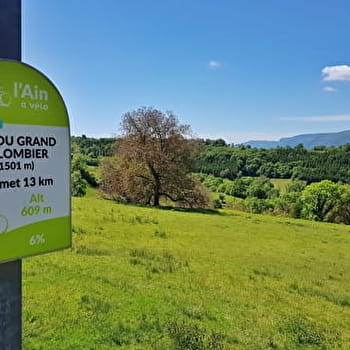 l'Ain
à vélo
DU GRAND
LOMBIER
1501 m)
met 13 km
Alt
609 m
6%